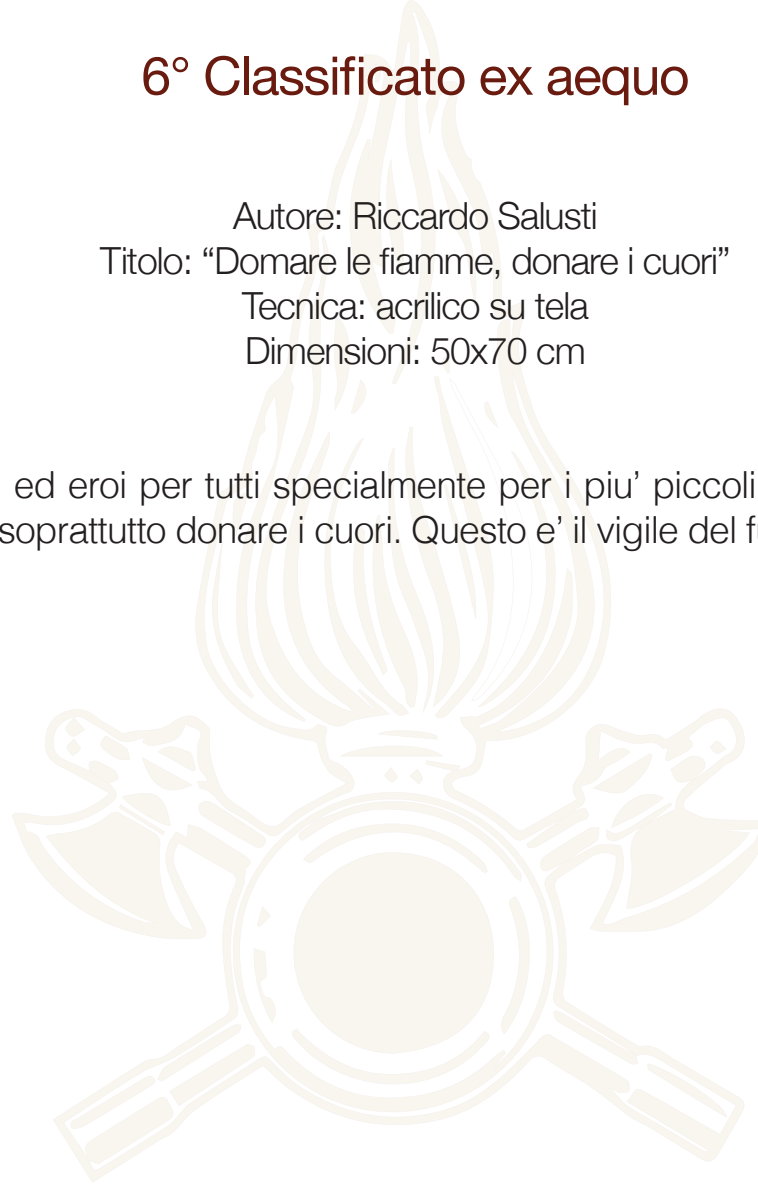 6° Classificato ex aequo
Autore: Riccardo Salusti
Titolo: “Domare le fiamme, donare i cuori”
Tecnica: acrilico su tela
Dimensioni: 50x70 cm
ed eroi per tutti specialmente per i piu’ piccoli
soprattutto donare i cuori. Questo e’ il vigile del